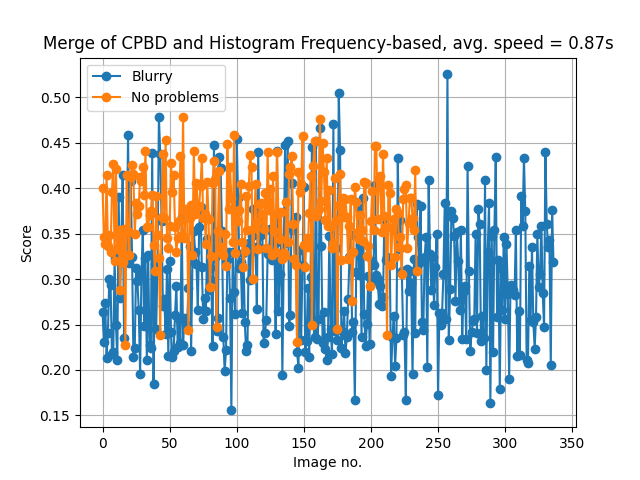 Merge of CPBD and Histogram Frequency-based, avg. speed = 0.87s
Blurry
No problems
0.50
0.45
0.40
0.35
0.30
0.25
0.20
0.15
Score
0 50 100 150 200 250 300 350
Image no.